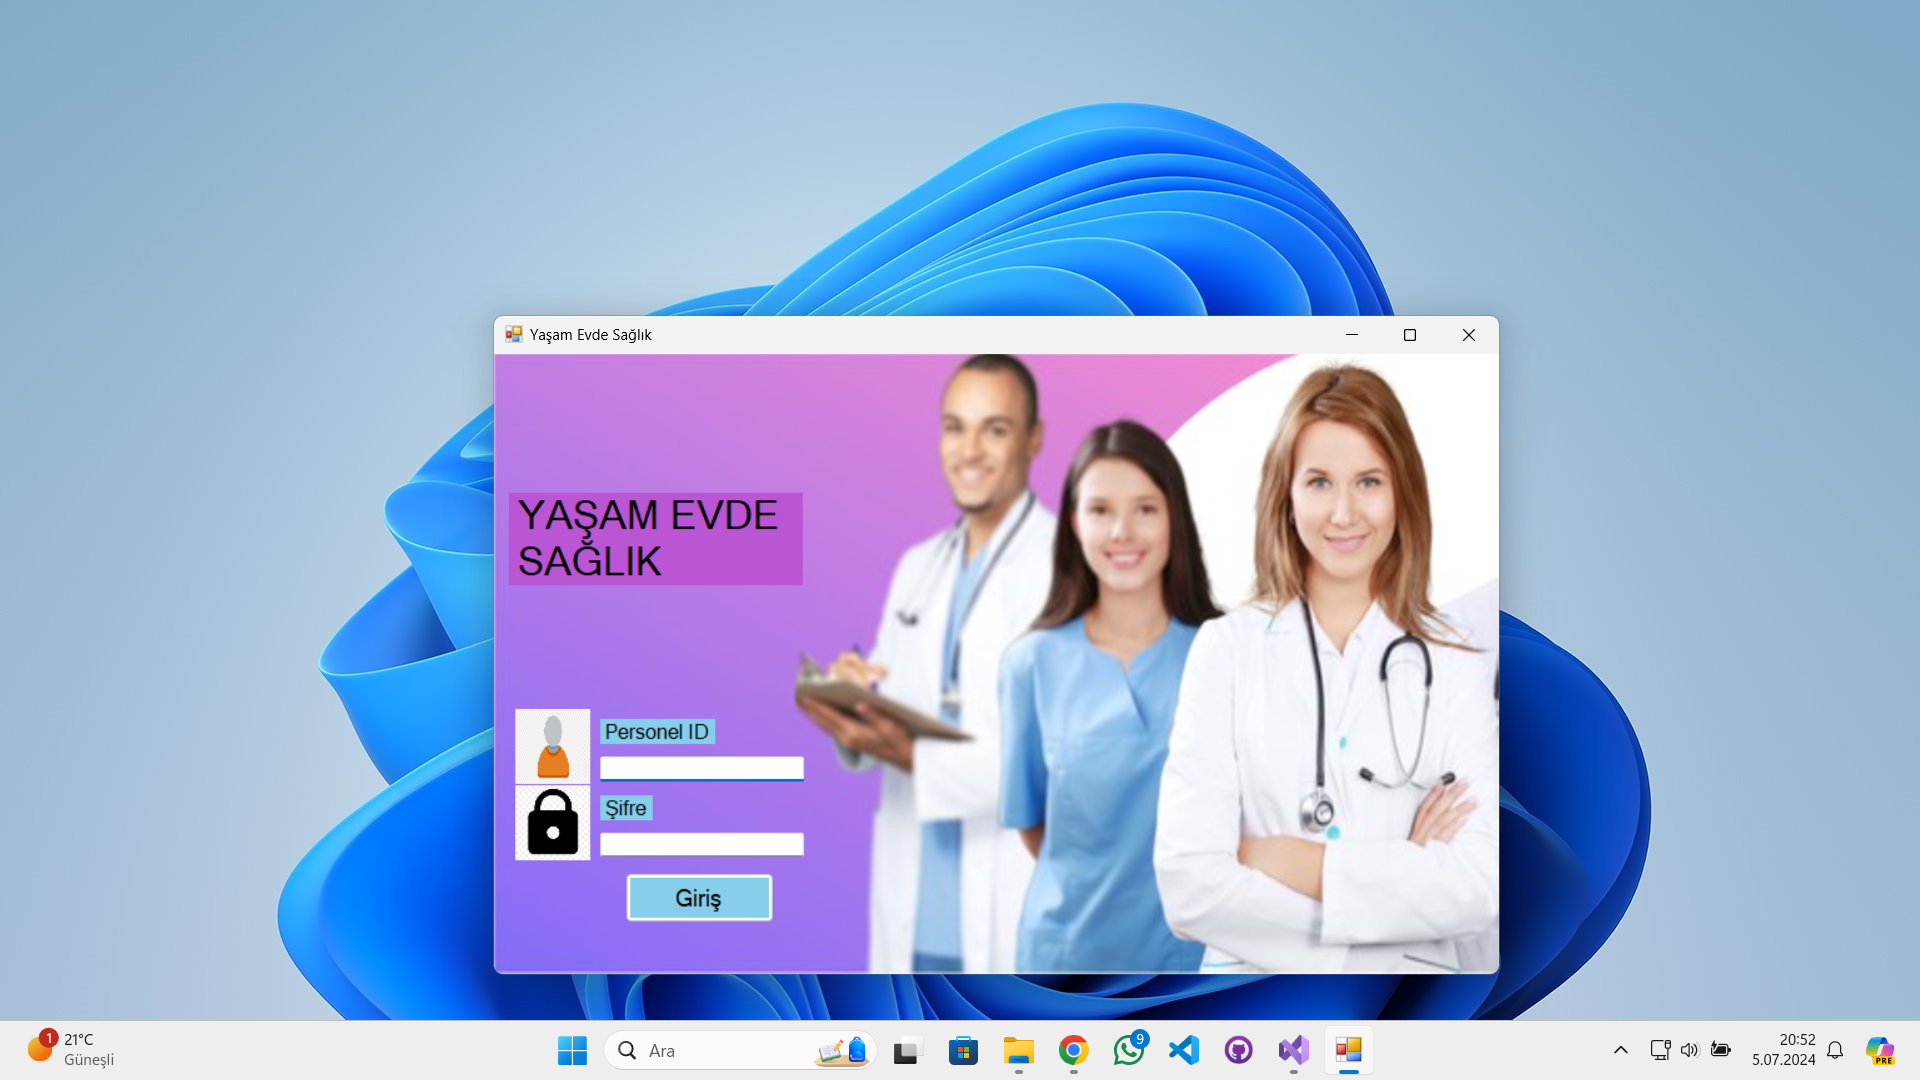 Yaşam Evde Sağlık
YAŞAM EVDE
SAĞLIK
Personel ID
Şifre
Giriş
1
21°C
Güneşli
Ara
9
20:52
5.07.2024
PRE